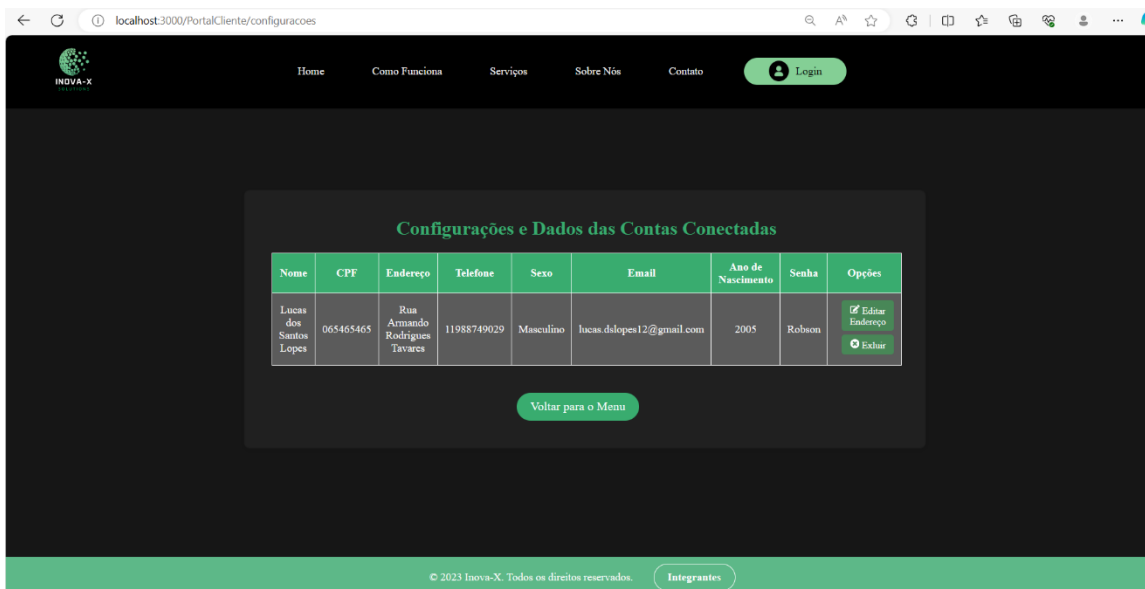 localhost:3000/PortalCliente/configuracoes
INOVA-X
SOLUTIONS
Home Como Funciona Serviços Sobre Nós Contato Login
Configurações e Dados das Contas Conectadas
Nome CPF Endereço Telefone Sexo Email Ano de Nascimento Senha Opções
Lucas dos Santos Lopes 065465465 Rua Armando Rodrigues Tavares 11988749029 Masculino lucas.dslopes12@gmail.com 2005 Robson Editar Endereço
Exluir
Voltar para o Menu
© 2023 Inova-X. Todos os direitos reservados. Integrantes